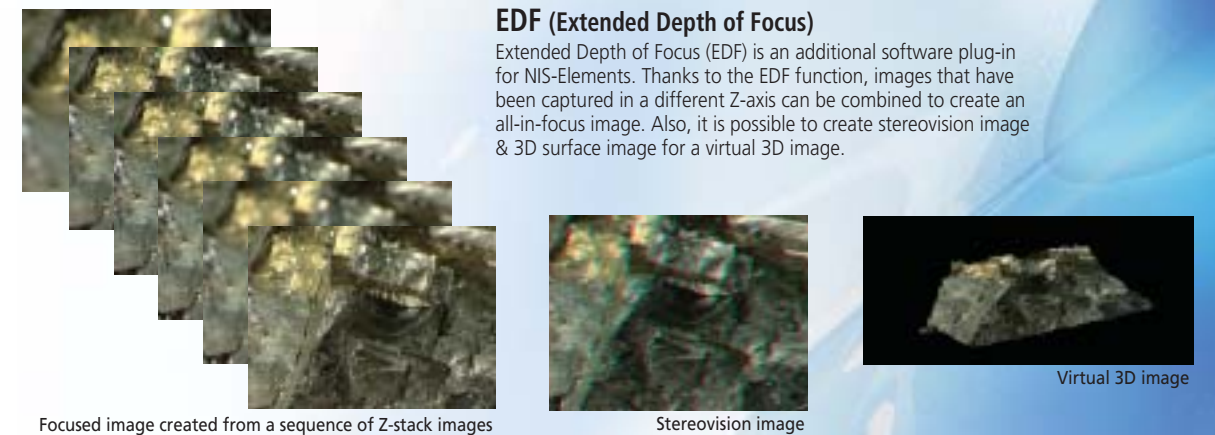 EDF (Extended Depth of Focus)
Extended Depth of Focus (EDF) is an additional software plug-in
for NIS-Elements. Thanks to the EDF function, images that have
been captured in a different Z-axis can be combined to create an
all-in-focus image. Also, it is possible to create stereovision image
& 3D surface image for a virtual 3D image.
Focused image created from a sequence of Z-stack images
Stereovision image
Virtual 3D image